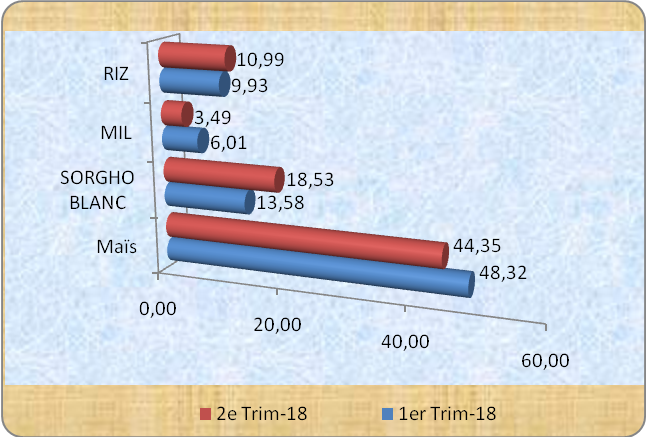 RIZ
10,99
9,93
MIL
3,49
6,01
SORGHO
BLANC
18,53
13,58
Maïs
44,35
48,32
0,00
20,00
40,00
60,00
2e Trim-18
1er Trim-18